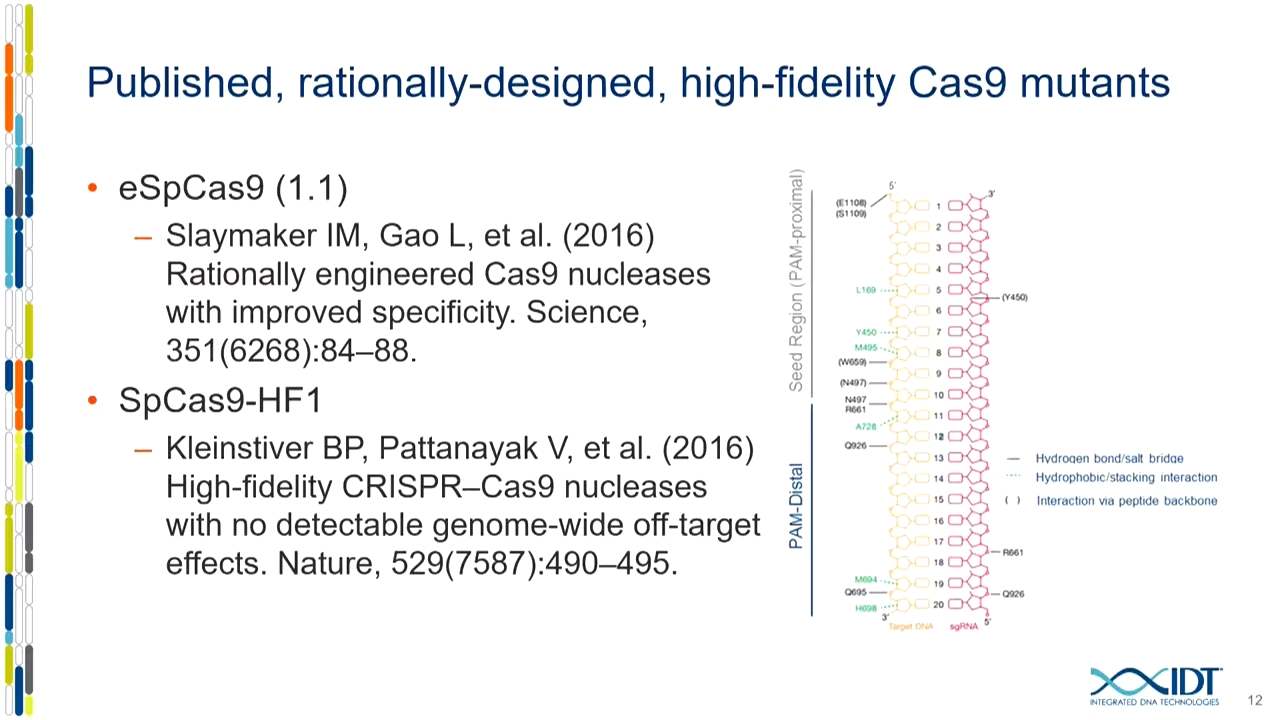 Published, rationally-designed, high-fidelity Cas9 mutants
• eSpCas9 (1.1)
– Slaymaker IM, Gao L, et al. (2016)
Rationally engineered Cas9 nucleases
with improved specificity. Science,
351(6268):84–88.
• SpCas9-HF1
– Kleinstiver BP, Pattanayak V, et al. (2016)
High-fidelity CRISPR–Cas9 nucleases
with no detectable genome-wide off-target
effects. Nature, 529(7587):490–495.
Seed Region (PAM-proximal)
PAM-Distal
5'
3'
(E1108)
(S1109)
L169
Y450
M495
(W659)
(N497)
N497
R661
A728
Q926
M694
Q695
H698
3'
1
2
3
4
5
6
7
8
9
10
11
12
13
14
15
16
17
18
19
20
(Y450)
R661
Q926
5'
Target DNA
sgRNA
Hydrogen bond/salt bridge
Hydrophobic/stacking interaction
( ) Interaction via peptide backbone
IDT
INTEGRATED DNA TECHNOLOGIES
12